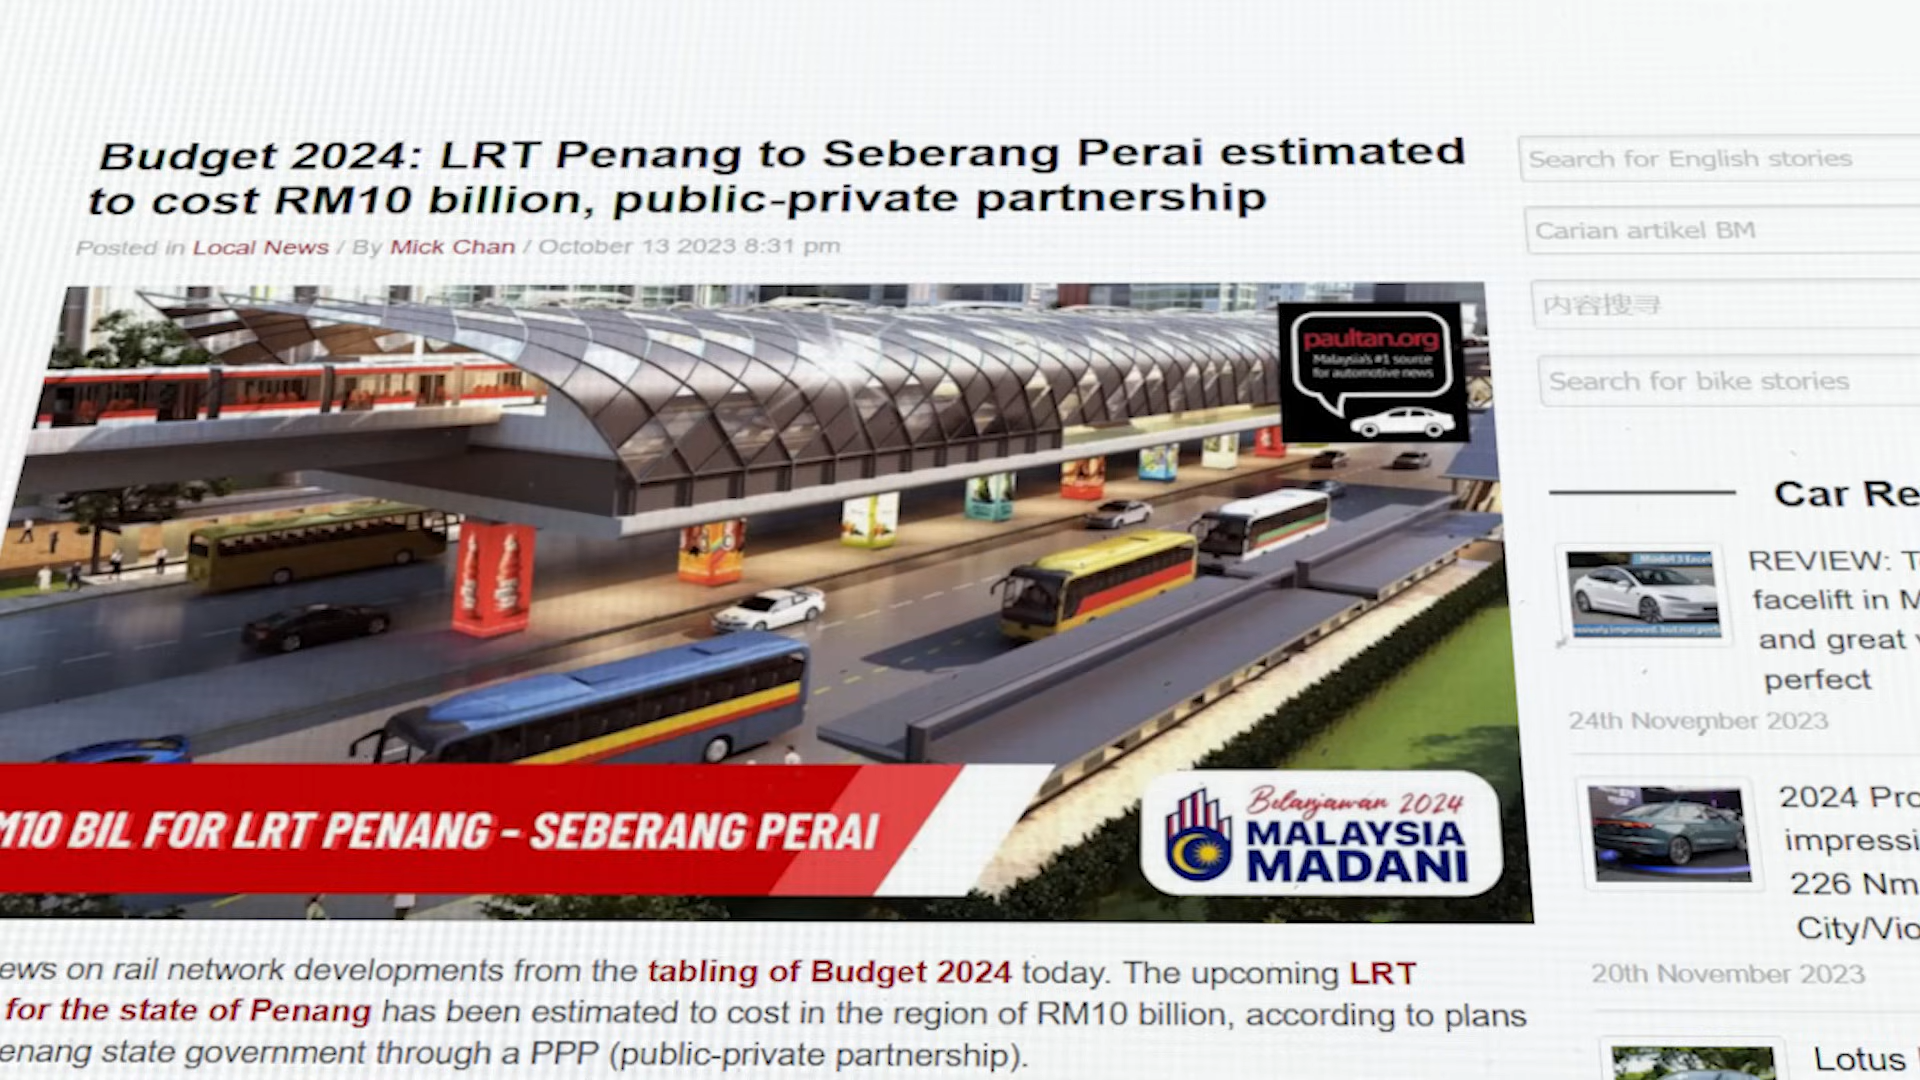 Budget 2024: LRT Penang to Seberang Perai estimated
to cost RM10 billion, public-private partnership
Posted in Local News / By Mick Chan / October 13 2023 8:31 pm
paultan.org
Malaysia's #1 source
for automotive news
M10 BIL FOR LRT PENANG - SEBERANG PERAI
Belanjawan 2024
MALAYSIA
MADANI
ews on rail network developments from the tabling of Budget 2024 today. The upcoming LRT
for the state of Penang has been estimated to cost in the region of RM10 billion, according to plans
enang state government through a PPP (public-private partnership).
Search for English stories
Carian artikel BM
内容搜寻
Search for bike stories
Car Re
REVIEW: T
facelift in M
and great
perfect
24th November 2023
2024 Pro
impressi
226 Nm
City/Vio
20th November 2023
Lotus